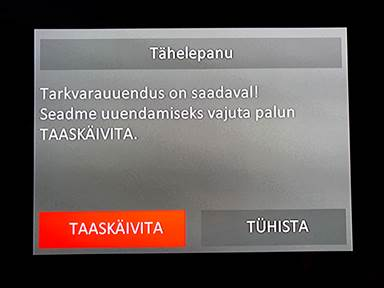 Tähelepanu
Tarkvarauuendus on saadaval!
Seadme uuendamiseks vajuta palun
TAASKÄIVITA.
TAASKÄIVITA
TÜHISTA